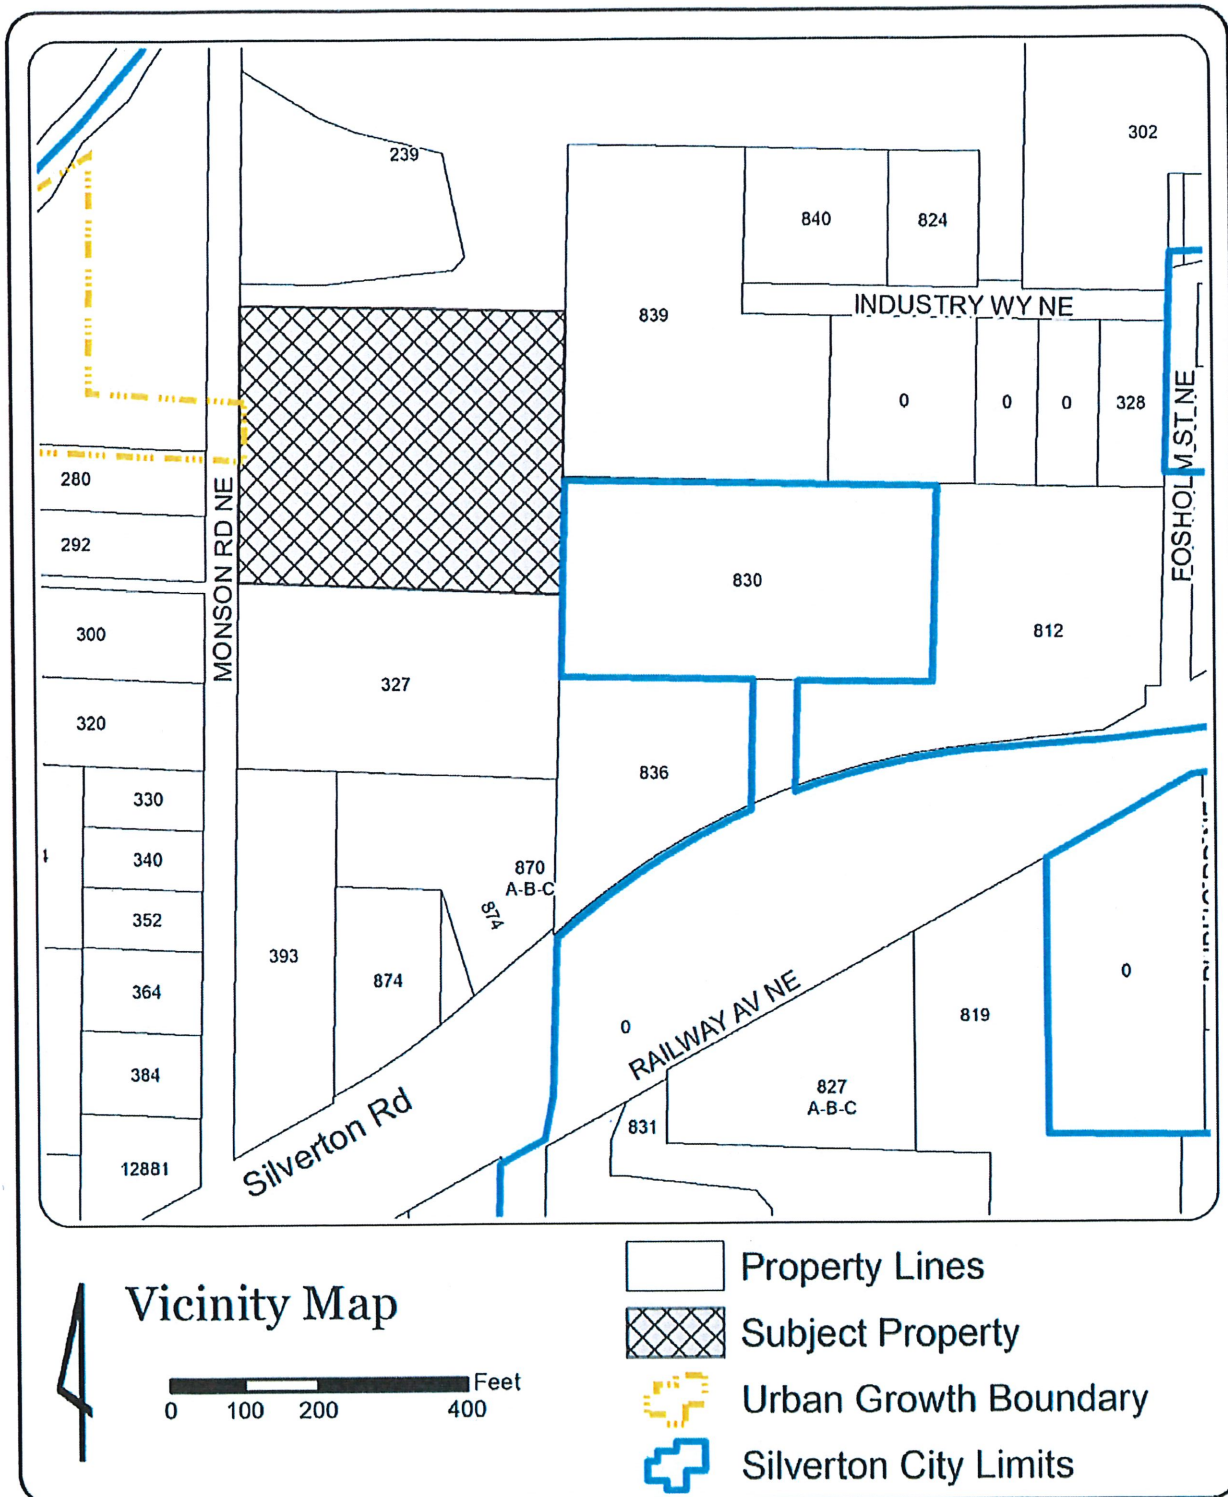 302
239
840
824
INDUSTRY WY NE
839
0
0
0
328
FOSHOLM ST NE
280
292
MONSON RD NE
830
812
300
327
320
836
330
340
870
A-B-C
352
874
393
874
364
0
RAILWAY AV NE
819
0
384
827
A-B-C
831
Silverton Rd
12881
Vicinity Map
Feet
0 100 200 400
Property Lines
Subject Property
Urban Growth Boundary
Silverton City Limits